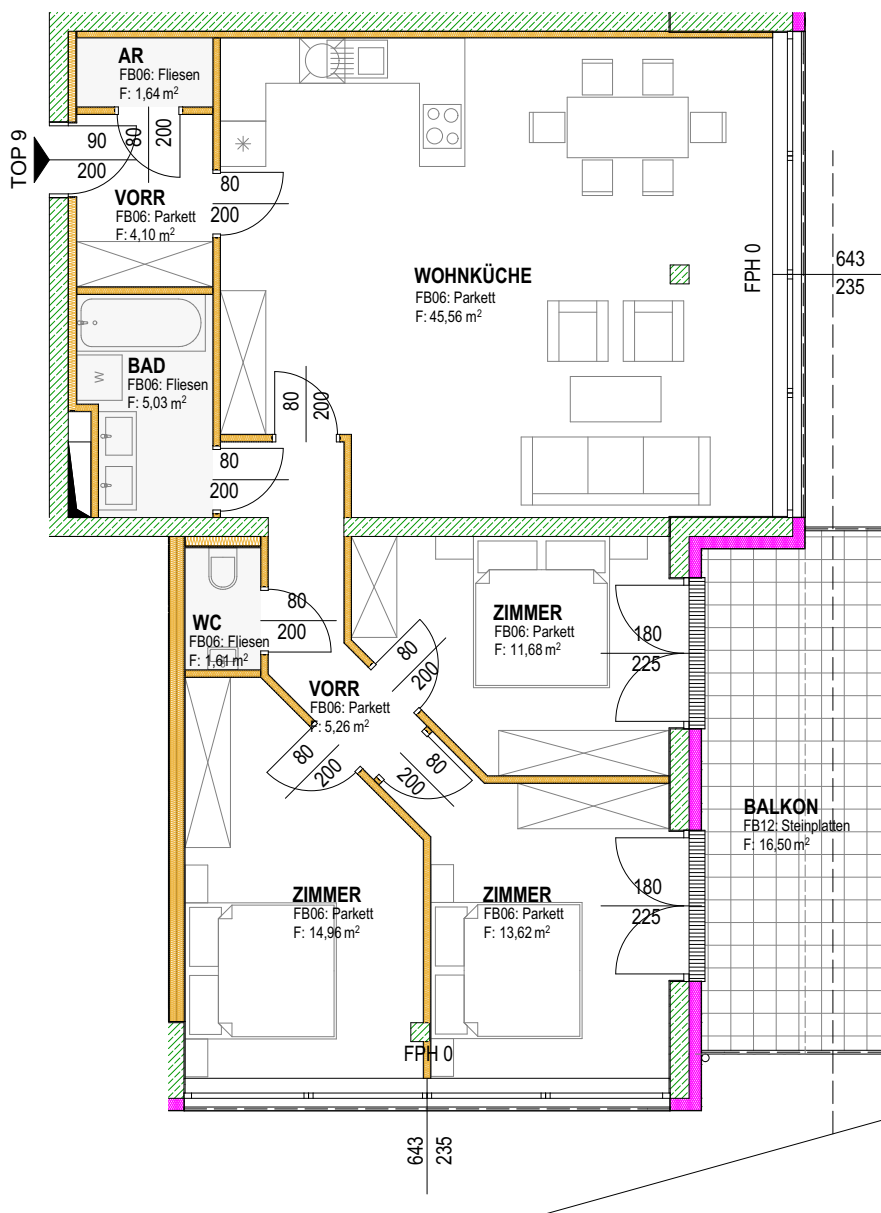 AR
FB06: Fliesen
F: 1,64 m²
TOP 9
90
200
80
200
VORR
FB06: Parkett
F: 4,10 m²
80
200
WOHNKÜCHE
FB06: Parkett
F: 45,56 m²
FPH 0
643
235
BAD
FB06: Fliesen
F: 5,03 m²
W
80
200
80
200
WC
FB06: Fliesen
F: 1,61 m²
80
200
ZIMMER
FB06: Parkett
F: 11,68 m²
180
225
80
200
VORR
FB06: Parkett
F: 5,26 m²
80
200
80
200
BALKON
FB12: Steinplatten
F: 16,50 m²
ZIMMER
FB06: Parkett
F: 14,96 m²
ZIMMER
FB06: Parkett
F: 13,62 m²
180
225
FPH 0
643
235